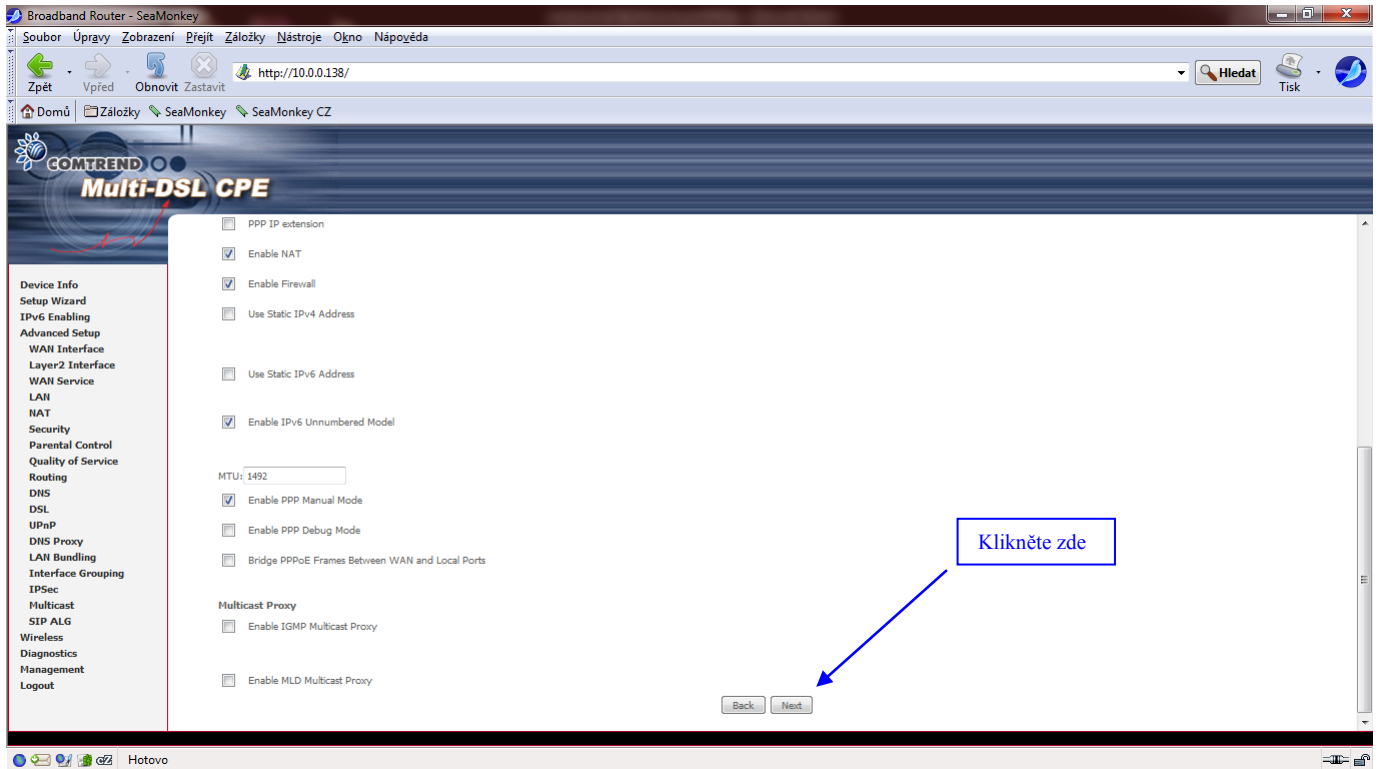 Broadband Router - SeaMonkey
Soubor Úpravy Zobrazení Přejít Záložky Nástroje Okno Nápověda
Zpět Vpřed Obnovit Zastavit http://10.0.0.138/ Hledat Tisk
Domů Záložky SeaMonkey SeaMonkey CZ
COMTREND
Multi-DSL CPE
Device Info
Setup Wizard
IPv6 Enabling
Advanced Setup
WAN Interface
Layer2 Interface
WAN Service
LAN
NAT
Security
Parental Control
Quality of Service
Routing
DNS
DSL
UPnP
DNS Proxy
LAN Bundling
Interface Grouping
IPSec
Multicast
SIP ALG
Wireless
Diagnostics
Management
Logout
PPP IP extension
Enable NAT
Enable Firewall
Use Static IPv4 Address
Use Static IPv6 Address
Enable IPv6 Unnumbered Model
MTU: 1492
Enable PPP Manual Mode
Enable PPP Debug Mode
Bridge PPPoE Frames Between WAN and Local Ports
Multicast Proxy
Enable IGMP Multicast Proxy
Enable MLD Multicast Proxy
Back Next
Klikněte zde
Hotovo